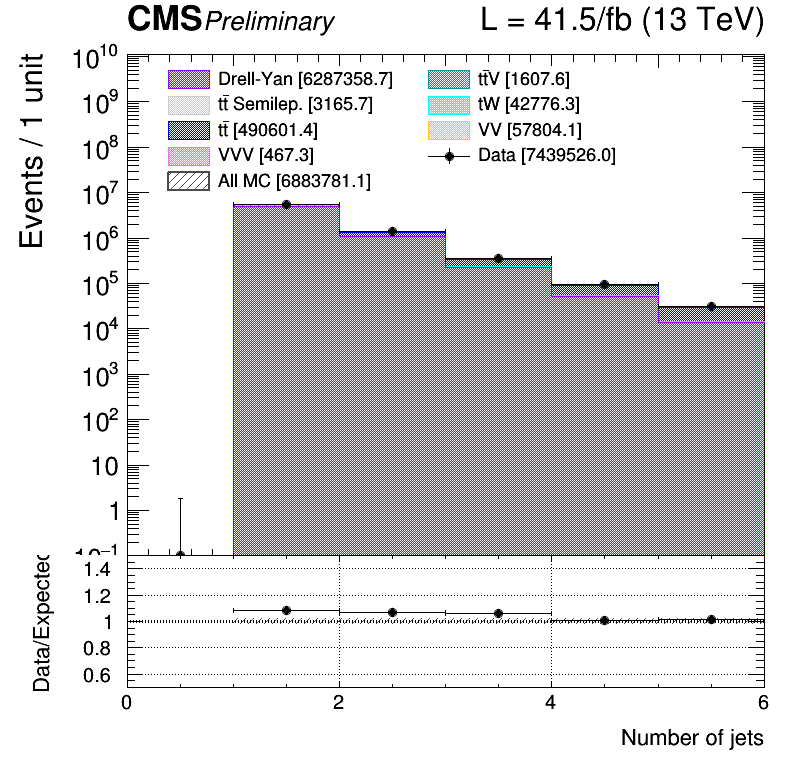 CMS Preliminary L = 41.5/fb (13 TeV)
Events / 1 unit
10^10
10^9
10^8
10^7
10^6
10^5
10^4
10^3
10^2
10
1
10^−1
Drell-Yan [6287358.7]
tt̄ Semilep. [3165.7]
tt̄ [490601.4]
VVV [467.3]
All MC [6883781.1]
tt̄V [1607.6]
tW [42776.3]
VV [57804.1]
Data [7439526.0]
Data/Expected
1.4
1.2
1
0.8
0.6
0 2 4 6
Number of jets